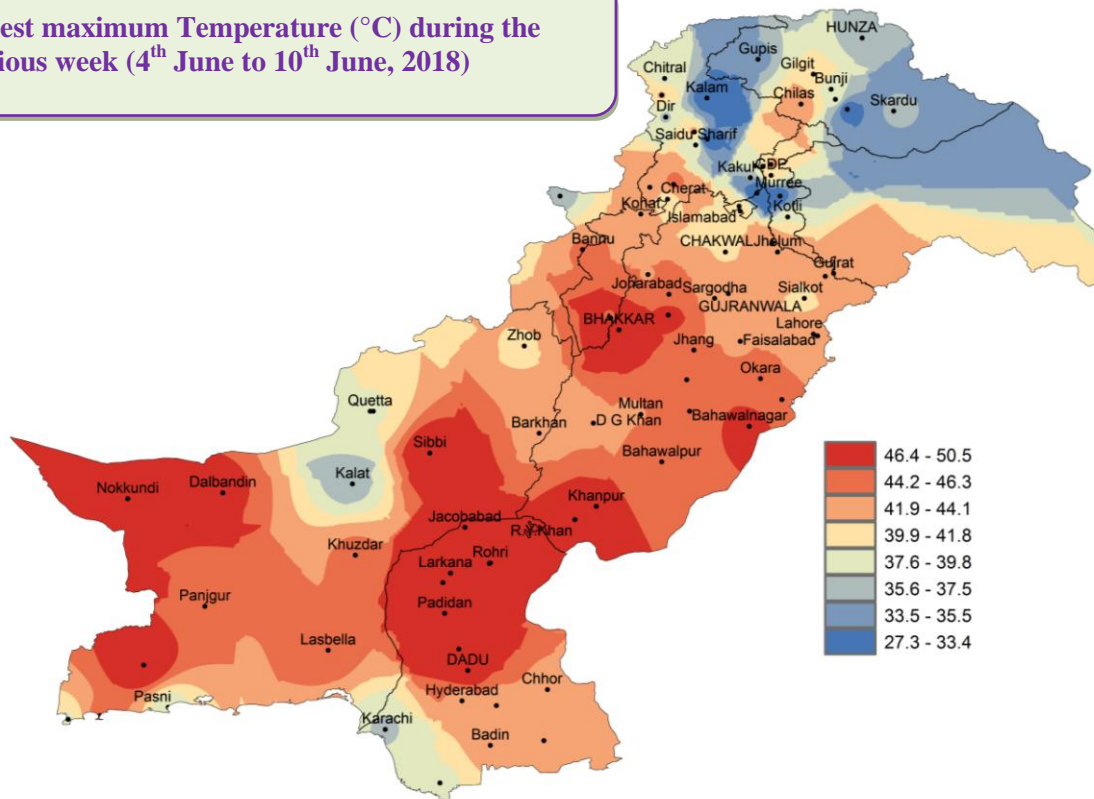 est maximum Temperature (°C) during the
ious week (4th June to 10th June, 2018)
HUNZA
Gupis
Chitral
Gilgit
Bunji
Kalam
Chilas
Skardu
Dir
Saidu Sharif
Kakul
Murree
Cherat
Kohat
Kotli
Islamabad
CHAKWAL Jhelum
Bannu
Gujrat
Joharabad
Sargodha
Sialkot
GUJRANWALA
BHAKKAR
Lahore
Zhob
Jhang
Faisalabad
Okara
Quetta
Multan
Bahawalnagar
Barkhan
D G Khan
Sibbi
Bahawalpur
46.4 - 50.5
44.2 - 46.3
41.9 - 44.1
39.9 - 41.8
37.6 - 39.8
35.6 - 37.5
33.5 - 35.5
27.3 - 33.4
Kalat
Nokkundi
Dalbandin
Khanpur
Jacobabad
R.Y.Khan
Khuzdar
Rohri
Larkana
Panjgur
Padidan
Lasbella
DADU
Chhor
Pasni
Hyderabad
Karachi
Badin